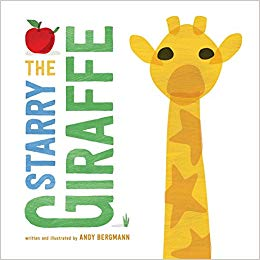 THE
STARRY
GIRAFFE
written and illustrated by ANDY BERGMANN